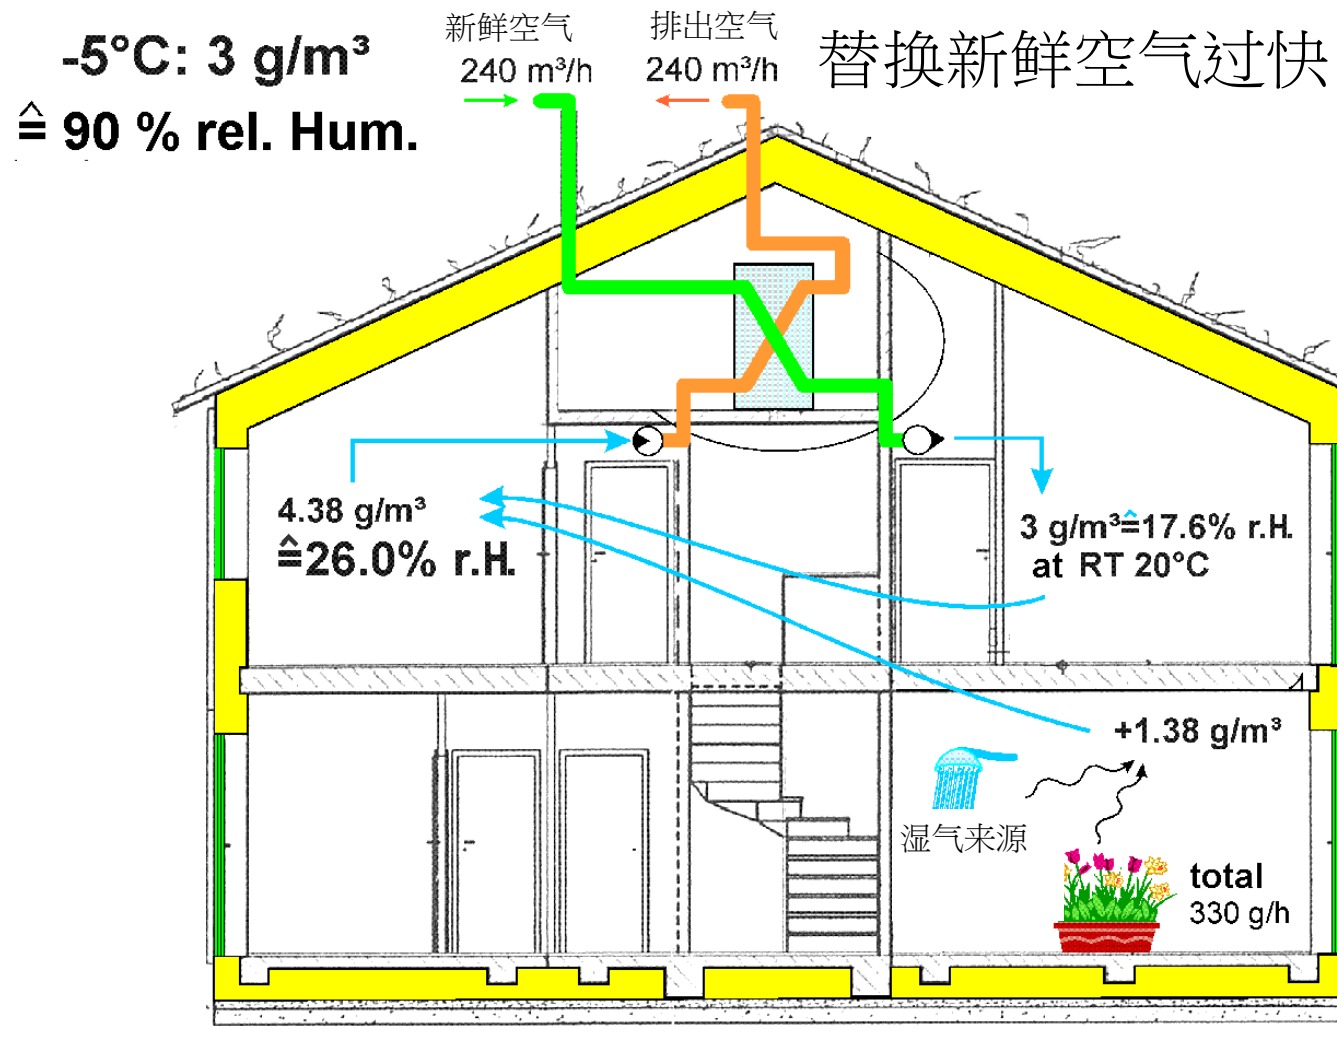 -5°C: 3 g/m³
≙ 90 % rel. Hum.
新鲜空气
240 m³/h
排出空气
240 m³/h
替换新鲜空气过快
4.38 g/m³
≙26.0% r.H.
3 g/m³≙17.6% r.H.
at RT 20°C
+1.38 g/m³
湿气来源
total
330 g/h